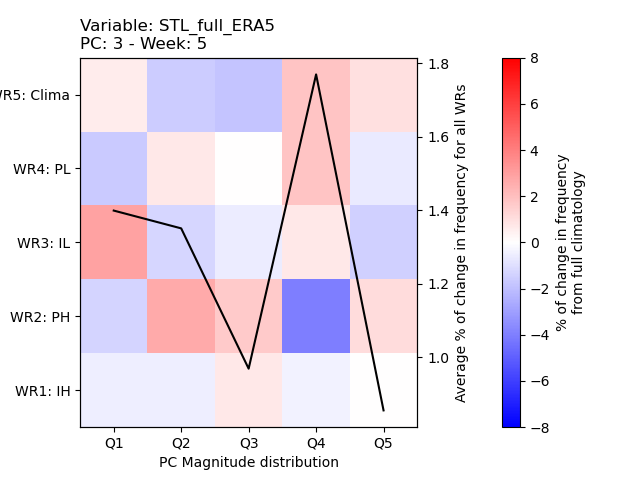 Variable: STL_full_ERA5
PC: 3 - Week: 5
WR5: Clima
WR4: PL
WR3: IL
WR2: PH
WR1: IH
Q1 Q2 Q3 Q4 Q5
PC Magnitude distribution
1.8
1.6
1.4
1.2
1.0
Average % of change in frequency for all WRs
8
6
4
2
0
−2
−4
−6
−8
% of change in frequency
from full climatology